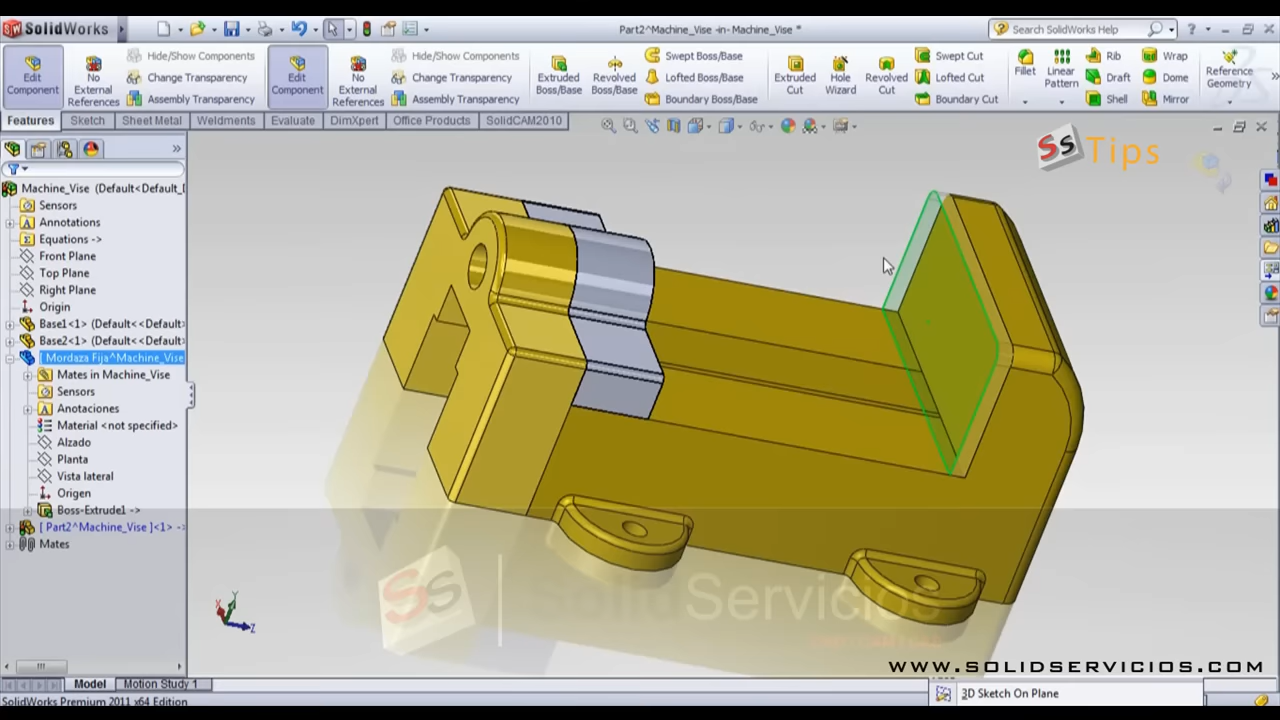 SolidWorks
Part2^Machine_Vise -in- Machine_Vise *
Search SolidWorks Help
Edit Component
No External References
Hide/Show Components
Change Transparency
Assembly Transparency
Edit Component
No External References
Hide/Show Components
Change Transparency
Assembly Transparency
Extruded Boss/Base
Revolved Boss/Base
Swept Boss/Base
Lofted Boss/Base
Boundary Boss/Base
Extruded Cut
Hole Wizard
Revolved Cut
Swept Cut
Lofted Cut
Boundary Cut
Fillet
Linear Pattern
Rib
Draft
Shell
Wrap
Dome
Mirror
Reference Geometry
Features
Sketch
Sheet Metal
Weldments
Evaluate
DimXpert
Office Products
SolidCAM2010
SS Tips
Machine_Vise (Default<Default_D
Sensors
Annotations
Equations ->
Front Plane
Top Plane
Right Plane
Origin
Base1<1> (Default<<Default>
Base2<1> (Default<<Default>
[ Mordaza Fija^Machine_Vise
Mates in Machine_Vise
Sensors
Anotaciones
Material <not specified>
Alzado
Planta
Vista lateral
Origen
Boss-Extrude1 ->
[ Part2^Machine_Vise ]<1> ->
Mates
X
Y
Z
SS
Solid Servicios
www.solidservicios.com
Model
Motion Study 1
3D Sketch On Plane
SolidWorks Premium 2011 x64 Edition